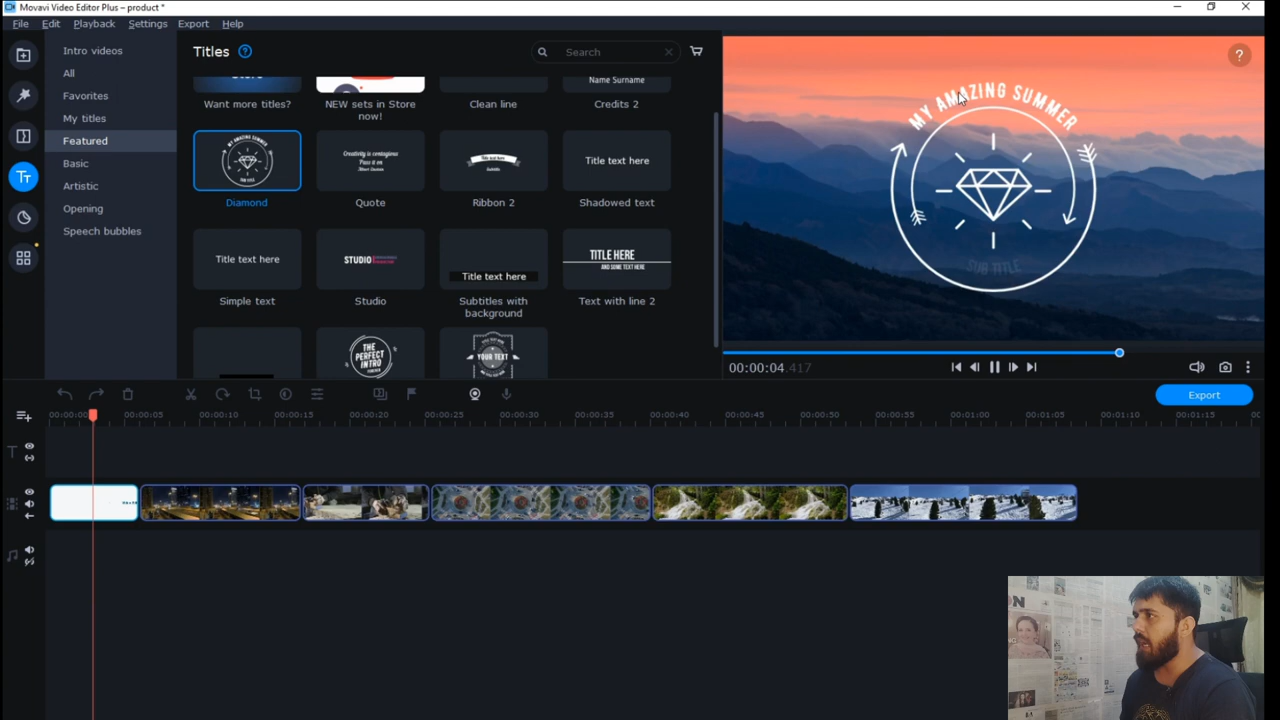 Movavi Video Editor Plus – product *
File Edit Playback Settings Export Help
Intro videos
All
Favorites
My titles
Featured
Basic
Artistic
Opening
Speech bubbles
Titles ?
Search
Want more titles?
NEW sets in Store now!
Clean line
Name Surname
Credits 2
MY AMAZING SUMMER
Diamond
Creativity is contagious
Pass it on
Quote
Title text here
Ribbon 2
Title text here
Shadowed text
Title text here
Simple text
STUDIO
Studio
Title text here
Subtitles with background
TITLE HERE
AND SOME TEXT HERE
Text with line 2
THE PERFECT INTRO
YOUR TEXT
MY AMAZING SUMMER
SUB TITLE
?
00:00:04.417
Export
00:00:05 00:00:10 00:00:15 00:00:20 00:00:25 00:00:30 00:00:35 00:00:40 00:00:45 00:00:50 00:00:55 00:01:00 00:01:05 00:01:10 00:01:15
ON